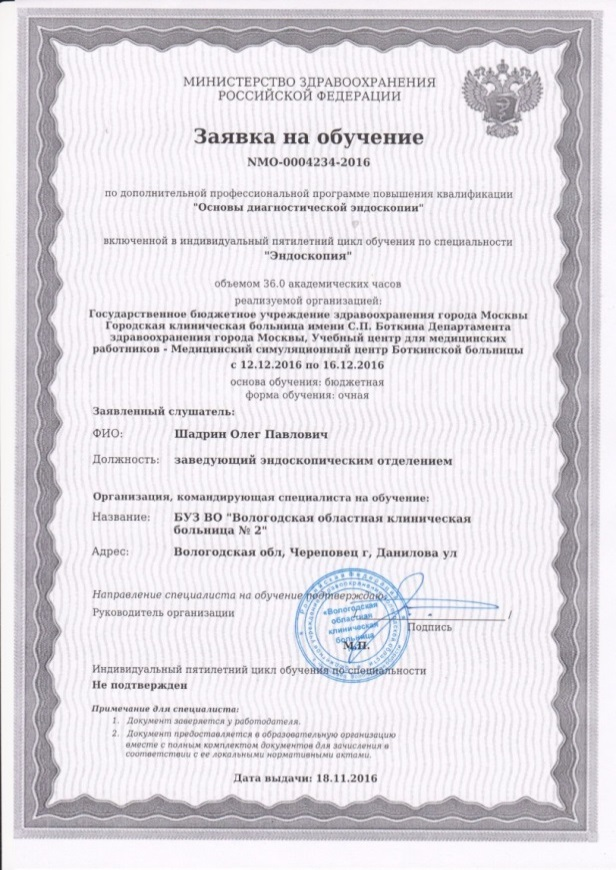 МИНИСТЕРСТВО ЗДРАВООХРАНЕНИЯ
РОССИЙСКОЙ ФЕДЕРАЦИИ
Заявка на обучение
NMO-0004234-2016
по дополнительной профессиональной программе повышения квалификации
"Основы диагностической эндоскопии"
включенной в индивидуальный пятилетний цикл обучения по специальности
"Эндоскопия"
объемом 36.0 академических часов
реализуемой организацией:
Государственное бюджетное учреждение здравоохранения города Москвы
Городская клиническая больница имени С.П. Боткина Департамента
здравоохранения города Москвы, Учебный центр для медицинских
работников - Медицинский симуляционный центр Боткинской больницы
с 12.12.2016 по 16.12.2016
основа обучения: бюджетная
форма обучения: очная
Заявленный слушатель:
ФИО: Шадрин Олег Павлович
Должность: заведующий эндоскопическим отделением
Организация, командирующая специалиста на обучение:
Название: БУЗ ВО "Вологодская областная клиническая
больница № 2"
Адрес: Вологодская обл, Череповец г, Данилова ул
Направление специалиста на обучение подтверждаю:
Руководитель организации
/
Подпись
«Вологодская
областная
клиническая
больница
М.П.
Индивидуальный пятилетний цикл обучения по специальности
Не подтвержден
Примечание для специалиста:
1. Документ заверяется у работодателя.
2. Документ предоставляется в образовательную организацию
вместе с полным комплектом документов для зачисления в
соответствии с ее локальными нормативными актами.
Дата выдачи: 18.11.2016